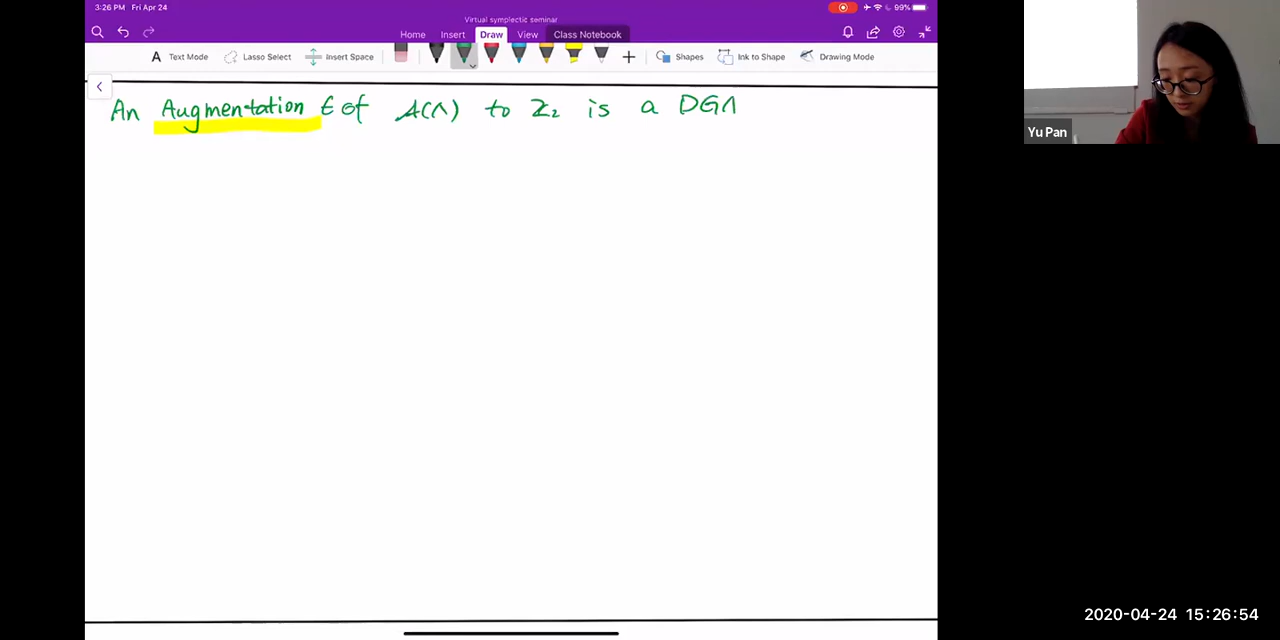 3:26 PM Fri Apr 24
99%
Virtual symplectic seminar
Home Insert Draw View Class Notebook
Text Mode Lasso Select Insert Space Shapes Ink to Shape Drawing Mode
An Augmentation ε of A(Λ) to ℤ₂ is a DGA
Yu Pan
2020-04-24 15:26:54